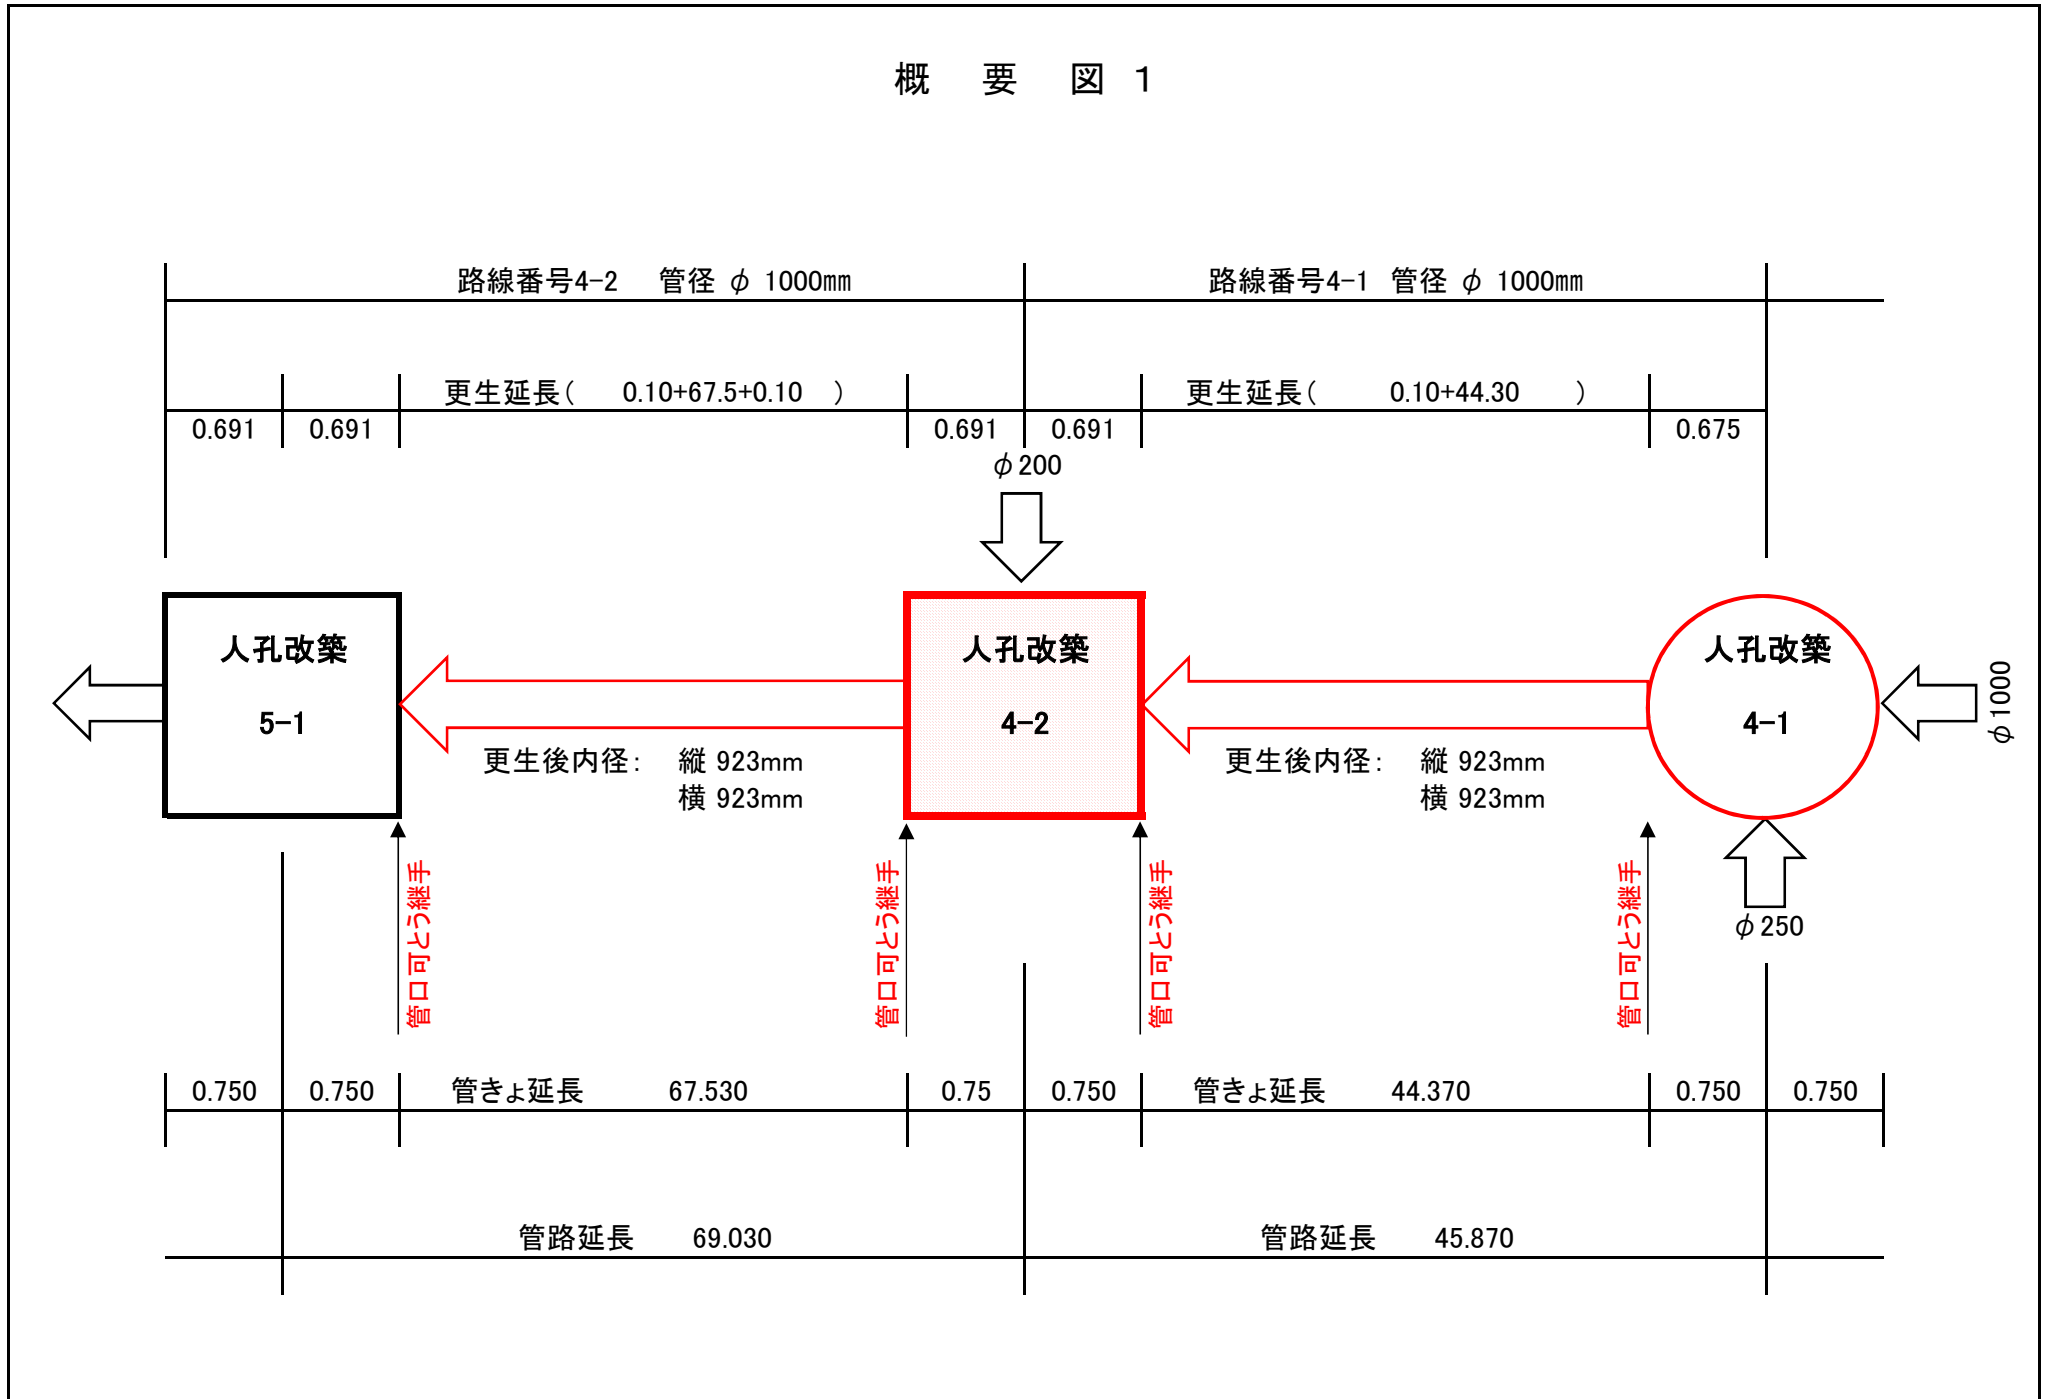 概 要 図 1
路線番号4-2 管径 φ 1000㎜
路線番号4-1 管径 φ 1000㎜
更生延長( 0.10+67.5+0.10 )
更生延長( 0.10+44.30 )
0.691
0.691
0.691
0.691
0.675
φ200
人孔改築
5-1
人孔改築
4-2
人孔改築
4-1
φ1000
更生後内径: 縦 923mm
横 923mm
更生後内径: 縦 923mm
横 923mm
管口可とう継手
管口可とう継手
管口可とう継手
管口可とう継手
φ250
0.750
0.750
管きょ延長 67.530
0.75
0.750
管きょ延長 44.370
0.750
0.750
管路延長 69.030
管路延長 45.870